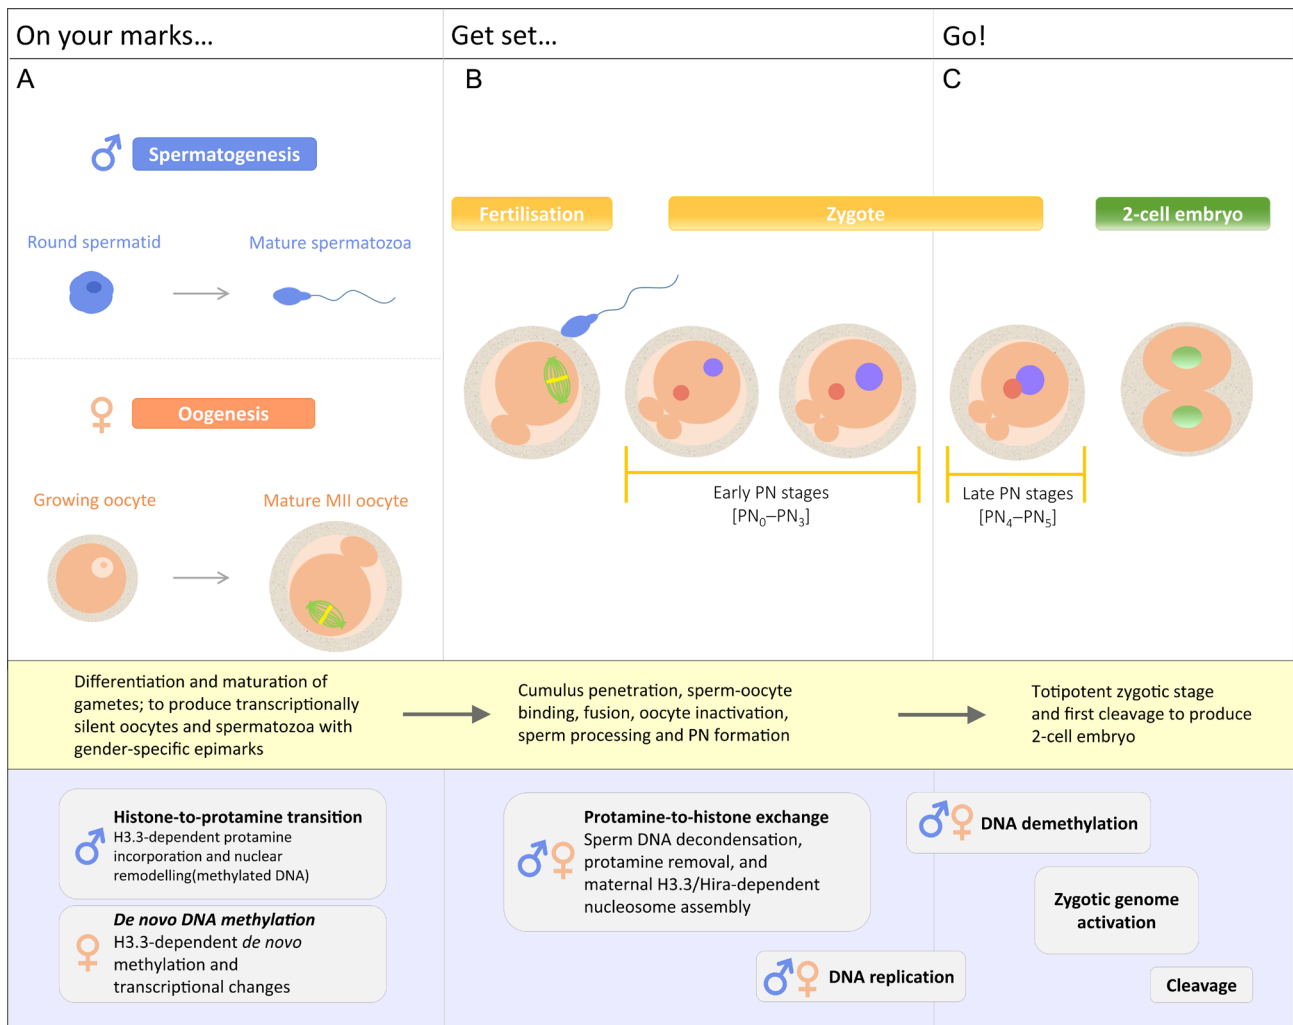 On your marks...
Get set...
Go!
A
B
C
♂ Spermatogenesis
Round spermatid
Mature spermatozoa
♀ Oogenesis
Growing oocyte
Mature MII oocyte
Fertilisation
Zygote
2-cell embryo
Early PN stages
[PN₀–PN₃]
Late PN stages
[PN₄–PN₅]
Differentiation and maturation of
gametes; to produce transcriptionally
silent oocytes and spermatozoa with
gender-specific epimarks
Cumulus penetration, sperm-oocyte
binding, fusion, oocyte inactivation,
sperm processing and PN formation
Totipotent zygotic stage
and first cleavage to produce
2-cell embryo
Histone-to-protamine transition
H3.3-dependent protamine
incorporation and nuclear
remodelling(methylated DNA)
De novo DNA methylation
H3.3-dependent de novo
methylation and
transcriptional changes
Protamine-to-histone exchange
Sperm DNA decondensation,
protamine removal, and
maternal H3.3/Hira-dependent
nucleosome assembly
DNA replication
DNA demethylation
Zygotic genome
activation
Cleavage